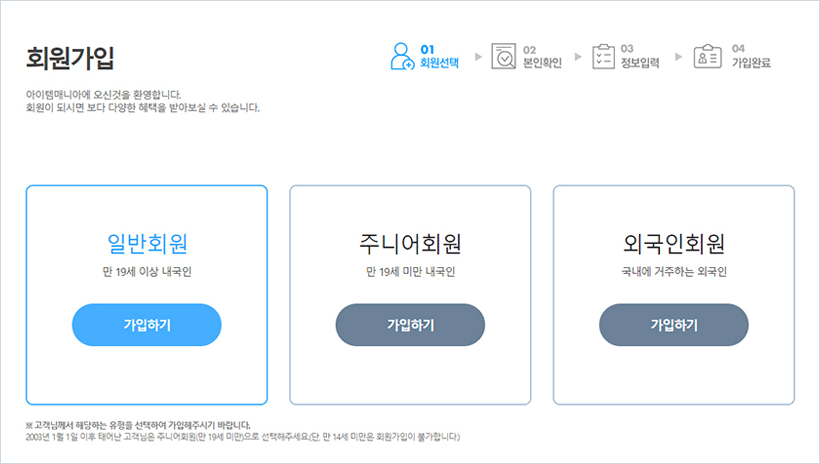 회원가입
01
회원선택
02
본인확인
03
정보입력
04
가입완료
아이템매니아에 오신것을 환영합니다.
회원이 되시면 보다 다양한 혜택을 받아보실 수 있습니다.
일반회원
만 19세 이상 내국인
가입하기
주니어회원
만 19세 미만 내국인
가입하기
외국인회원
국내에 거주하는 외국인
가입하기
※ 고객님께서 해당하는 유형을 선택하여 가입해주시기 바랍니다.
2003년 1월 1일 이후 태어난 고객님은 주니어회원(만 19세 미만)으로 선택해주세요.(단, 만 14세 미만은 회원가입이 불가합니다.)